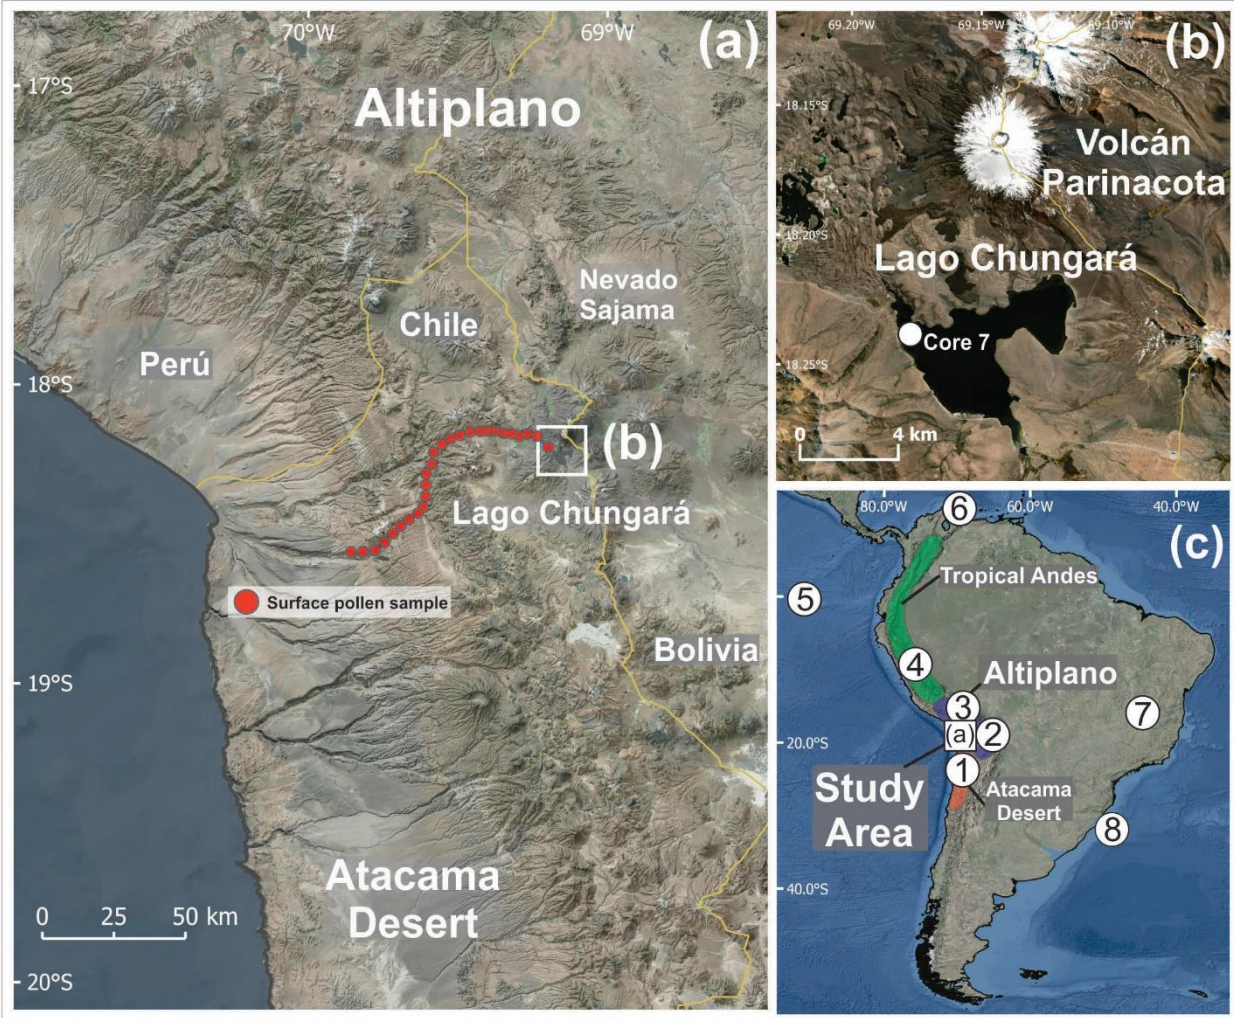 70°W
69°W
(a)
17°S
Altiplano
Nevado
Sajama
Chile
Perú
18°S
(b)
Lago Chungará
Surface pollen sample
Bolivia
19°S
Atacama
Desert
0 25 50 km
20°S
69.20°W
69.15°W
69.10°W
(b)
18.15°S
Volcán
Parinacota
18.20°S
Lago Chungará
Core 7
18.25°S
0 4 km
80.0°W
6
60.0°W
40.0°W
(c)
Tropical Andes
5
4
Altiplano
3
7
(a)
2
20.0°S
1
Study
Area
Atacama
Desert
8
40.0°S